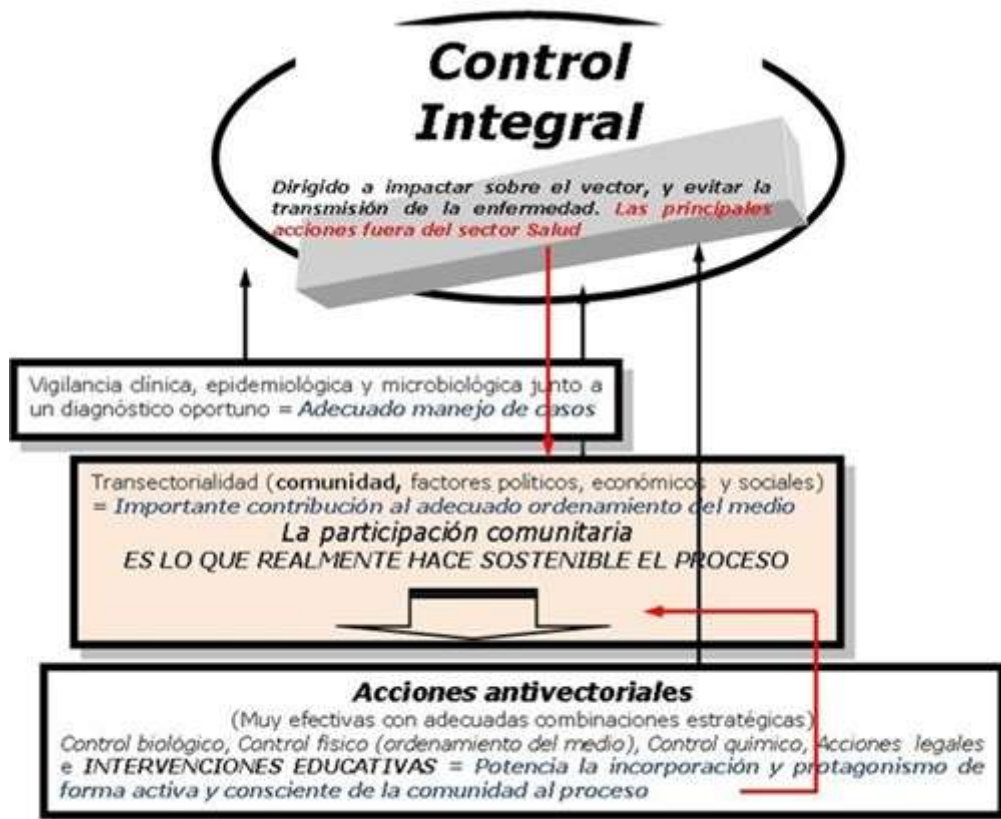 Control
Integral
Dirigido a impactar sobre el vector, y evitar la
transmisión de la enfermedad. Las principales
acciones fuera del sector Salud
Vigilancia clínica, epidemiológica y microbiológica junto a
un diagnóstico oportuno = Adecuado manejo de casos
Transectorialidad (comunidad, factores políticos, económicos y sociales)
= Importante contribución al adecuado ordenamiento del medio
La participación comunitaria
ES LO QUE REALMENTE HACE SOSTENIBLE EL PROCESO
Acciones antivectoriales
(Muy efectivas con adecuadas combinaciones estratégicas)
Control biológico, Control físico (ordenamiento del medio), Control químico, Acciones legales
e INTERVENCIONES EDUCATIVAS = Potencia la incorporación y protagonismo de
forma activa y consciente de la comunidad al proceso